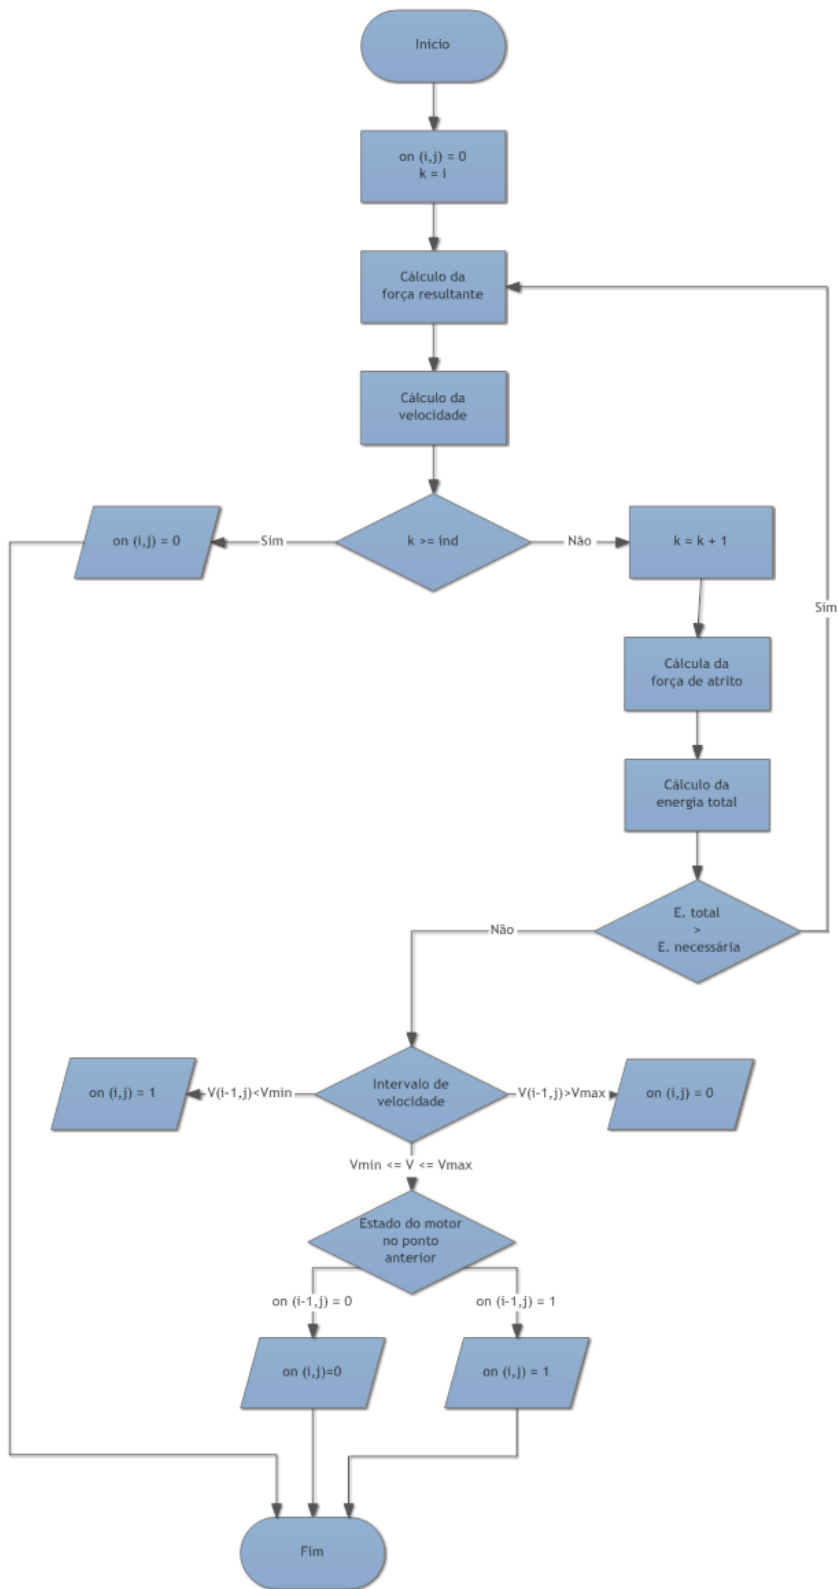 Início
on (i,j) = 0
k = i
Cálculo da
força resultante
Cálculo da
velocidade
on (i,j) = 0
Sim
k >= ind
Não
k = k + 1
Sim
Cálcula da
força de atrito
Cálculo da
energia total
E. total
>
E. necessária
Não
on (i,j) = 1
V(i-1,j)<Vmin
Intervalo de
velocidade
V(i-1,j)>Vmax
on (i,j) = 0
Vmin <= V <= Vmax
Estado do motor
no ponto
anterior
on (i-1,j) = 0
on (i-1,j) = 1
on (i,j)=0
on (i,j) = 1
Fim